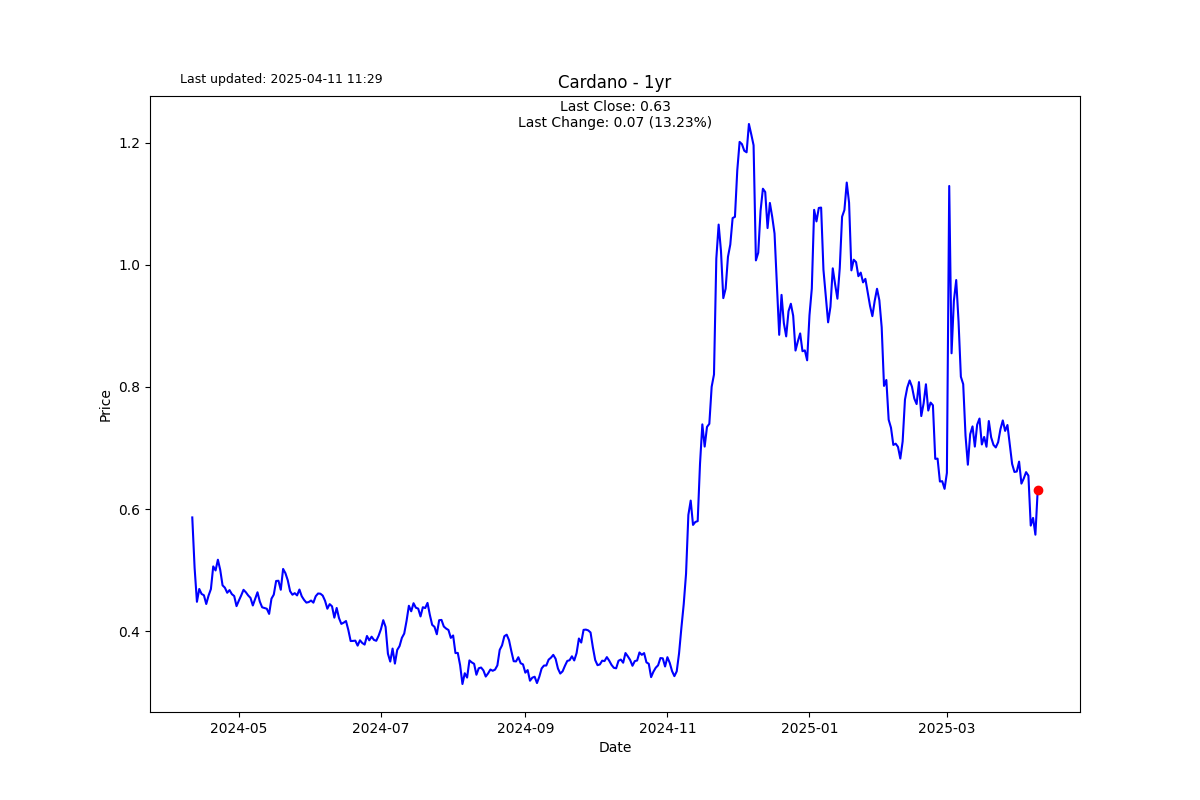 Last updated: 2025-04-11 11:29
Cardano - 1yr
Last Close: 0.63
Last Change: 0.07 (13.23%)
1.2
1.0
0.8
0.6
0.4
Price
2024-05
2024-07
2024-09
2024-11
2025-01
2025-03
Date